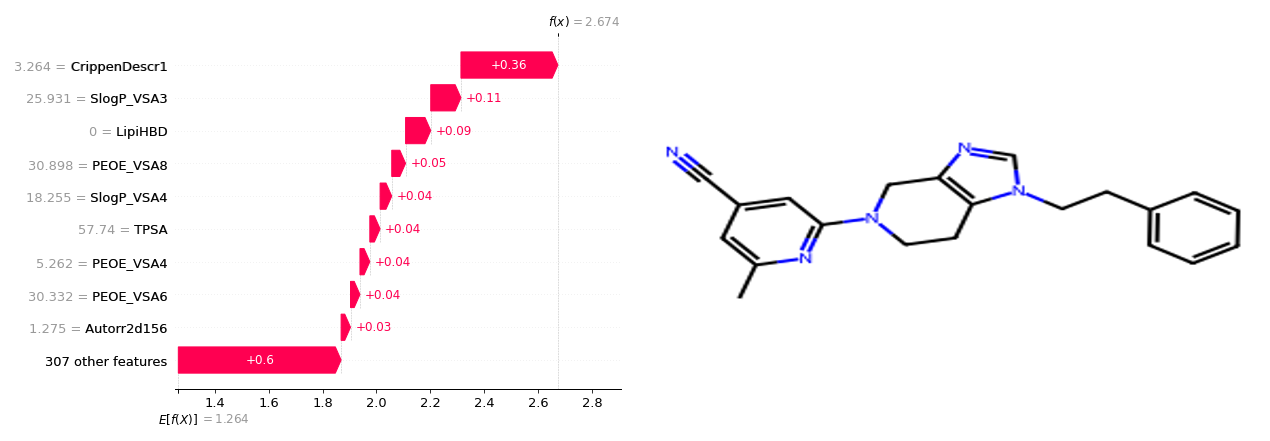 f(x) = 2.674
3.264 = CrippenDescr1 +0.36
25.931 = SlogP_VSA3 +0.11
0 = LipiHBD +0.09
30.898 = PEOE_VSA8 +0.05
18.255 = SlogP_VSA4 +0.04
57.74 = TPSA +0.04
5.262 = PEOE_VSA4 +0.04
30.332 = PEOE_VSA6 +0.04
1.275 = Autorr2d156 +0.03
307 other features +0.6
1.4 1.6 1.8 2.0 2.2 2.4 2.6 2.8
E[f(X)] = 1.264
N
N
N
N
N